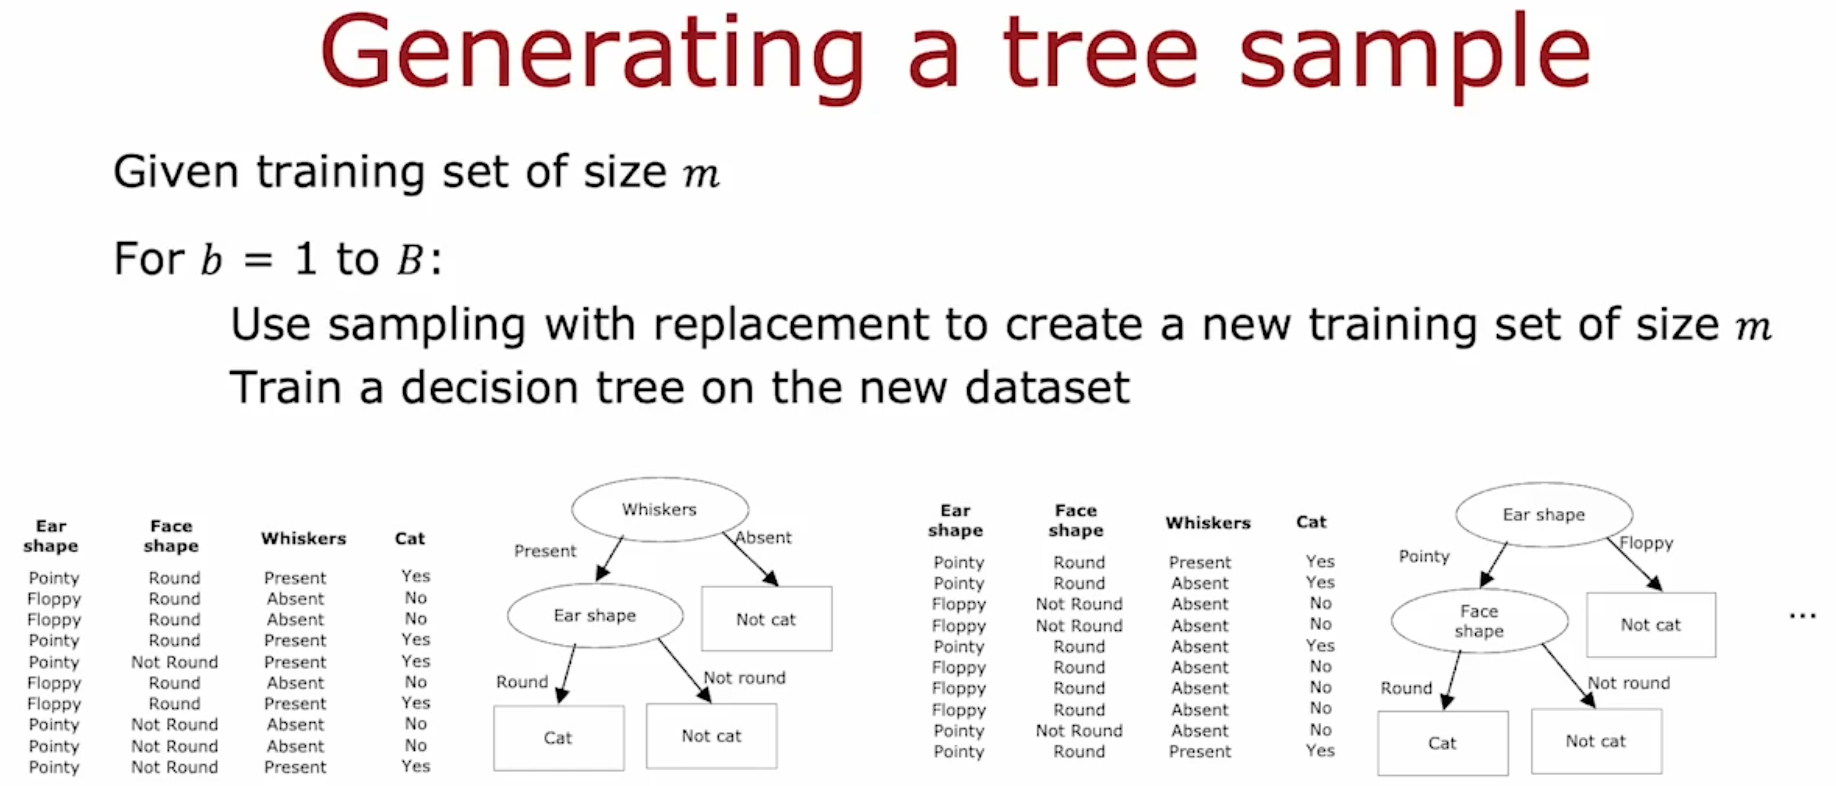 Generating a tree sample
Given training set of size m
For b = 1 to B:
Use sampling with replacement to create a new training set of size m
Train a decision tree on the new dataset
Ear shape Face shape Whiskers Cat
Pointy Round Present Yes
Floppy Round Absent No
Floppy Round Absent No
Pointy Round Present Yes
Pointy Not Round Present Yes
Floppy Round Absent No
Floppy Round Present Yes
Pointy Not Round Absent No
Pointy Not Round Absent No
Pointy Not Round Present Yes
Whiskers
Present Absent
Ear shape
Not cat
Round Not round
Cat
Not cat
Ear shape Face shape Whiskers Cat
Pointy Round Present Yes
Pointy Round Absent Yes
Floppy Not Round Absent No
Floppy Not Round Absent No
Pointy Round Absent Yes
Floppy Round Absent No
Floppy Round Absent No
Floppy Round Absent No
Pointy Not Round Absent No
Pointy Round Present Yes
Ear shape
Pointy Floppy
Face shape
Not cat
Round Not round
Cat
Not cat
...